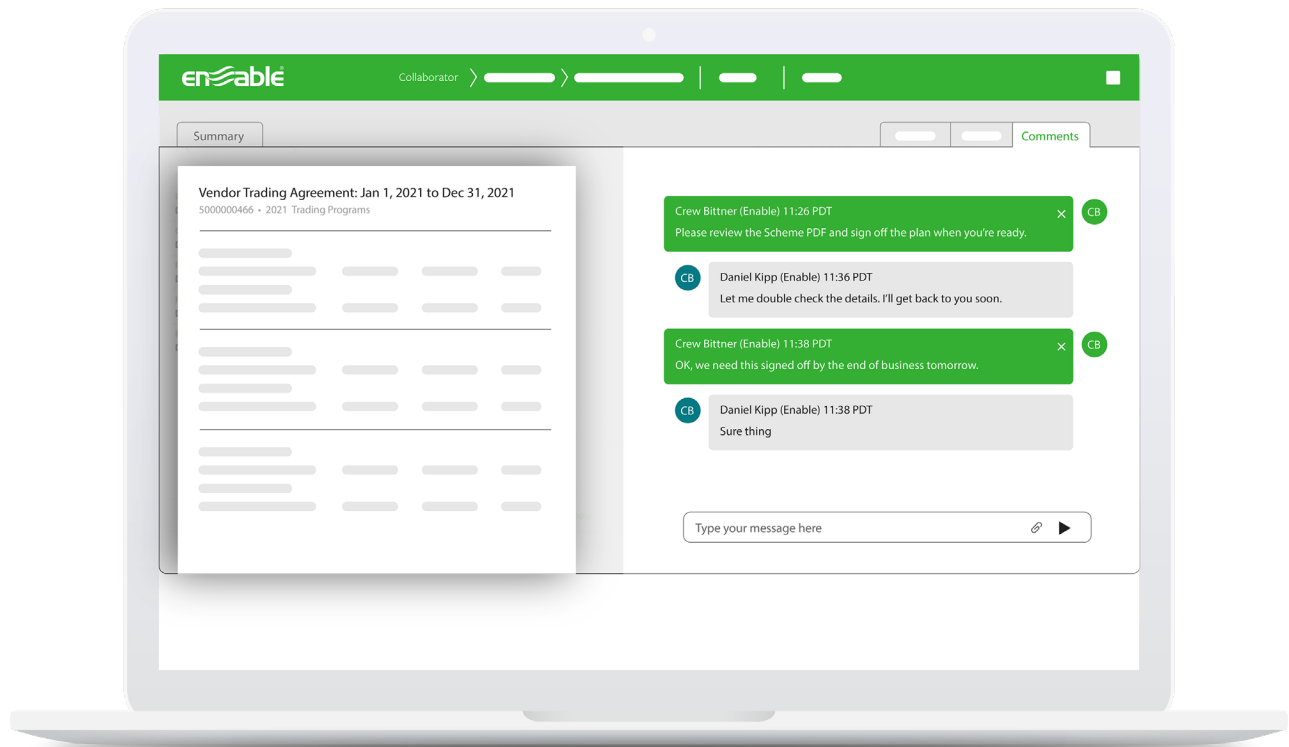 enable
Collaborator
Summary
Comments
Vendor Trading Agreement: Jan 1, 2021 to Dec 31, 2021
5000000466 • 2021 Trading Programs
Crew Bittner (Enable) 11:26 PDT
Please review the Scheme PDF and sign off the plan when you're ready.
CB
CB
Daniel Kipp (Enable) 11:36 PDT
Let me double check the details. I'll get back to you soon.
Crew Bittner (Enable) 11:38 PDT
OK, we need this signed off by the end of business tomorrow.
CB
CB
Daniel Kipp (Enable) 11:38 PDT
Sure thing
Type your message here